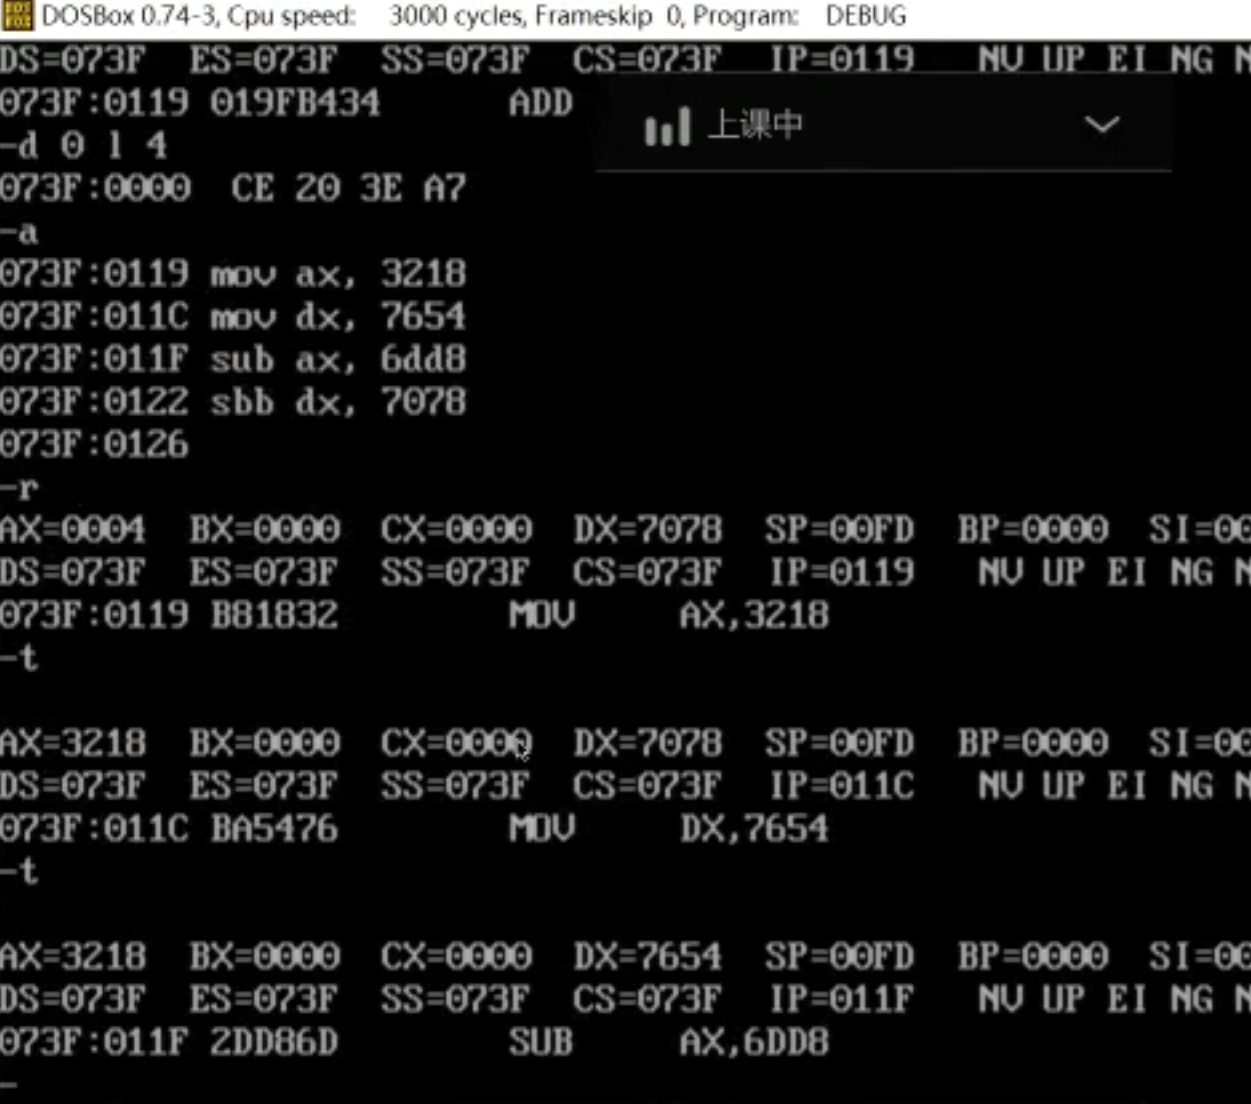 DOSBox 0.74-3, Cpu speed: 3000 cycles, Frameskip 0, Program: DEBUG
DS=073F ES=073F SS=073F CS=073F IP=0119 NV UP EI NG
073F:0119 019FB434 ADD
上课中
-d 0 l 4
073F:0000 CE 20 3E A7
-a
073F:0119 mov ax, 3218
073F:011C mov dx, 7654
073F:011F sub ax, 6dd8
073F:0122 sbb dx, 7078
073F:0126
-r
AX=0004 BX=0000 CX=0000 DX=7078 SP=00FD BP=0000 SI=00
DS=073F ES=073F SS=073F CS=073F IP=0119 NV UP EI NG N
073F:0119 B81832 MOV AX,3218
-t
AX=3218 BX=0000 CX=0000 DX=7078 SP=00FD BP=0000 SI=00
DS=073F ES=073F SS=073F CS=073F IP=011C NV UP EI NG N
073F:011C BA5476 MOV DX,7654
-t
AX=3218 BX=0000 CX=0000 DX=7654 SP=00FD BP=0000 SI=00
DS=073F ES=073F SS=073F CS=073F IP=011F NV UP EI NG N
073F:011F 2DD86D SUB AX,6DD8
-